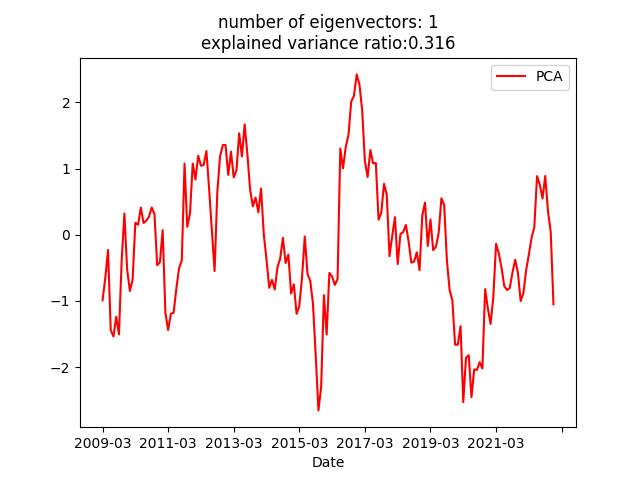 number of eigenvectors: 1
explained variance ratio:0.316
PCA
2
1
0
−1
−2
2009-03 2011-03 2013-03 2015-03 2017-03 2019-03 2021-03
Date